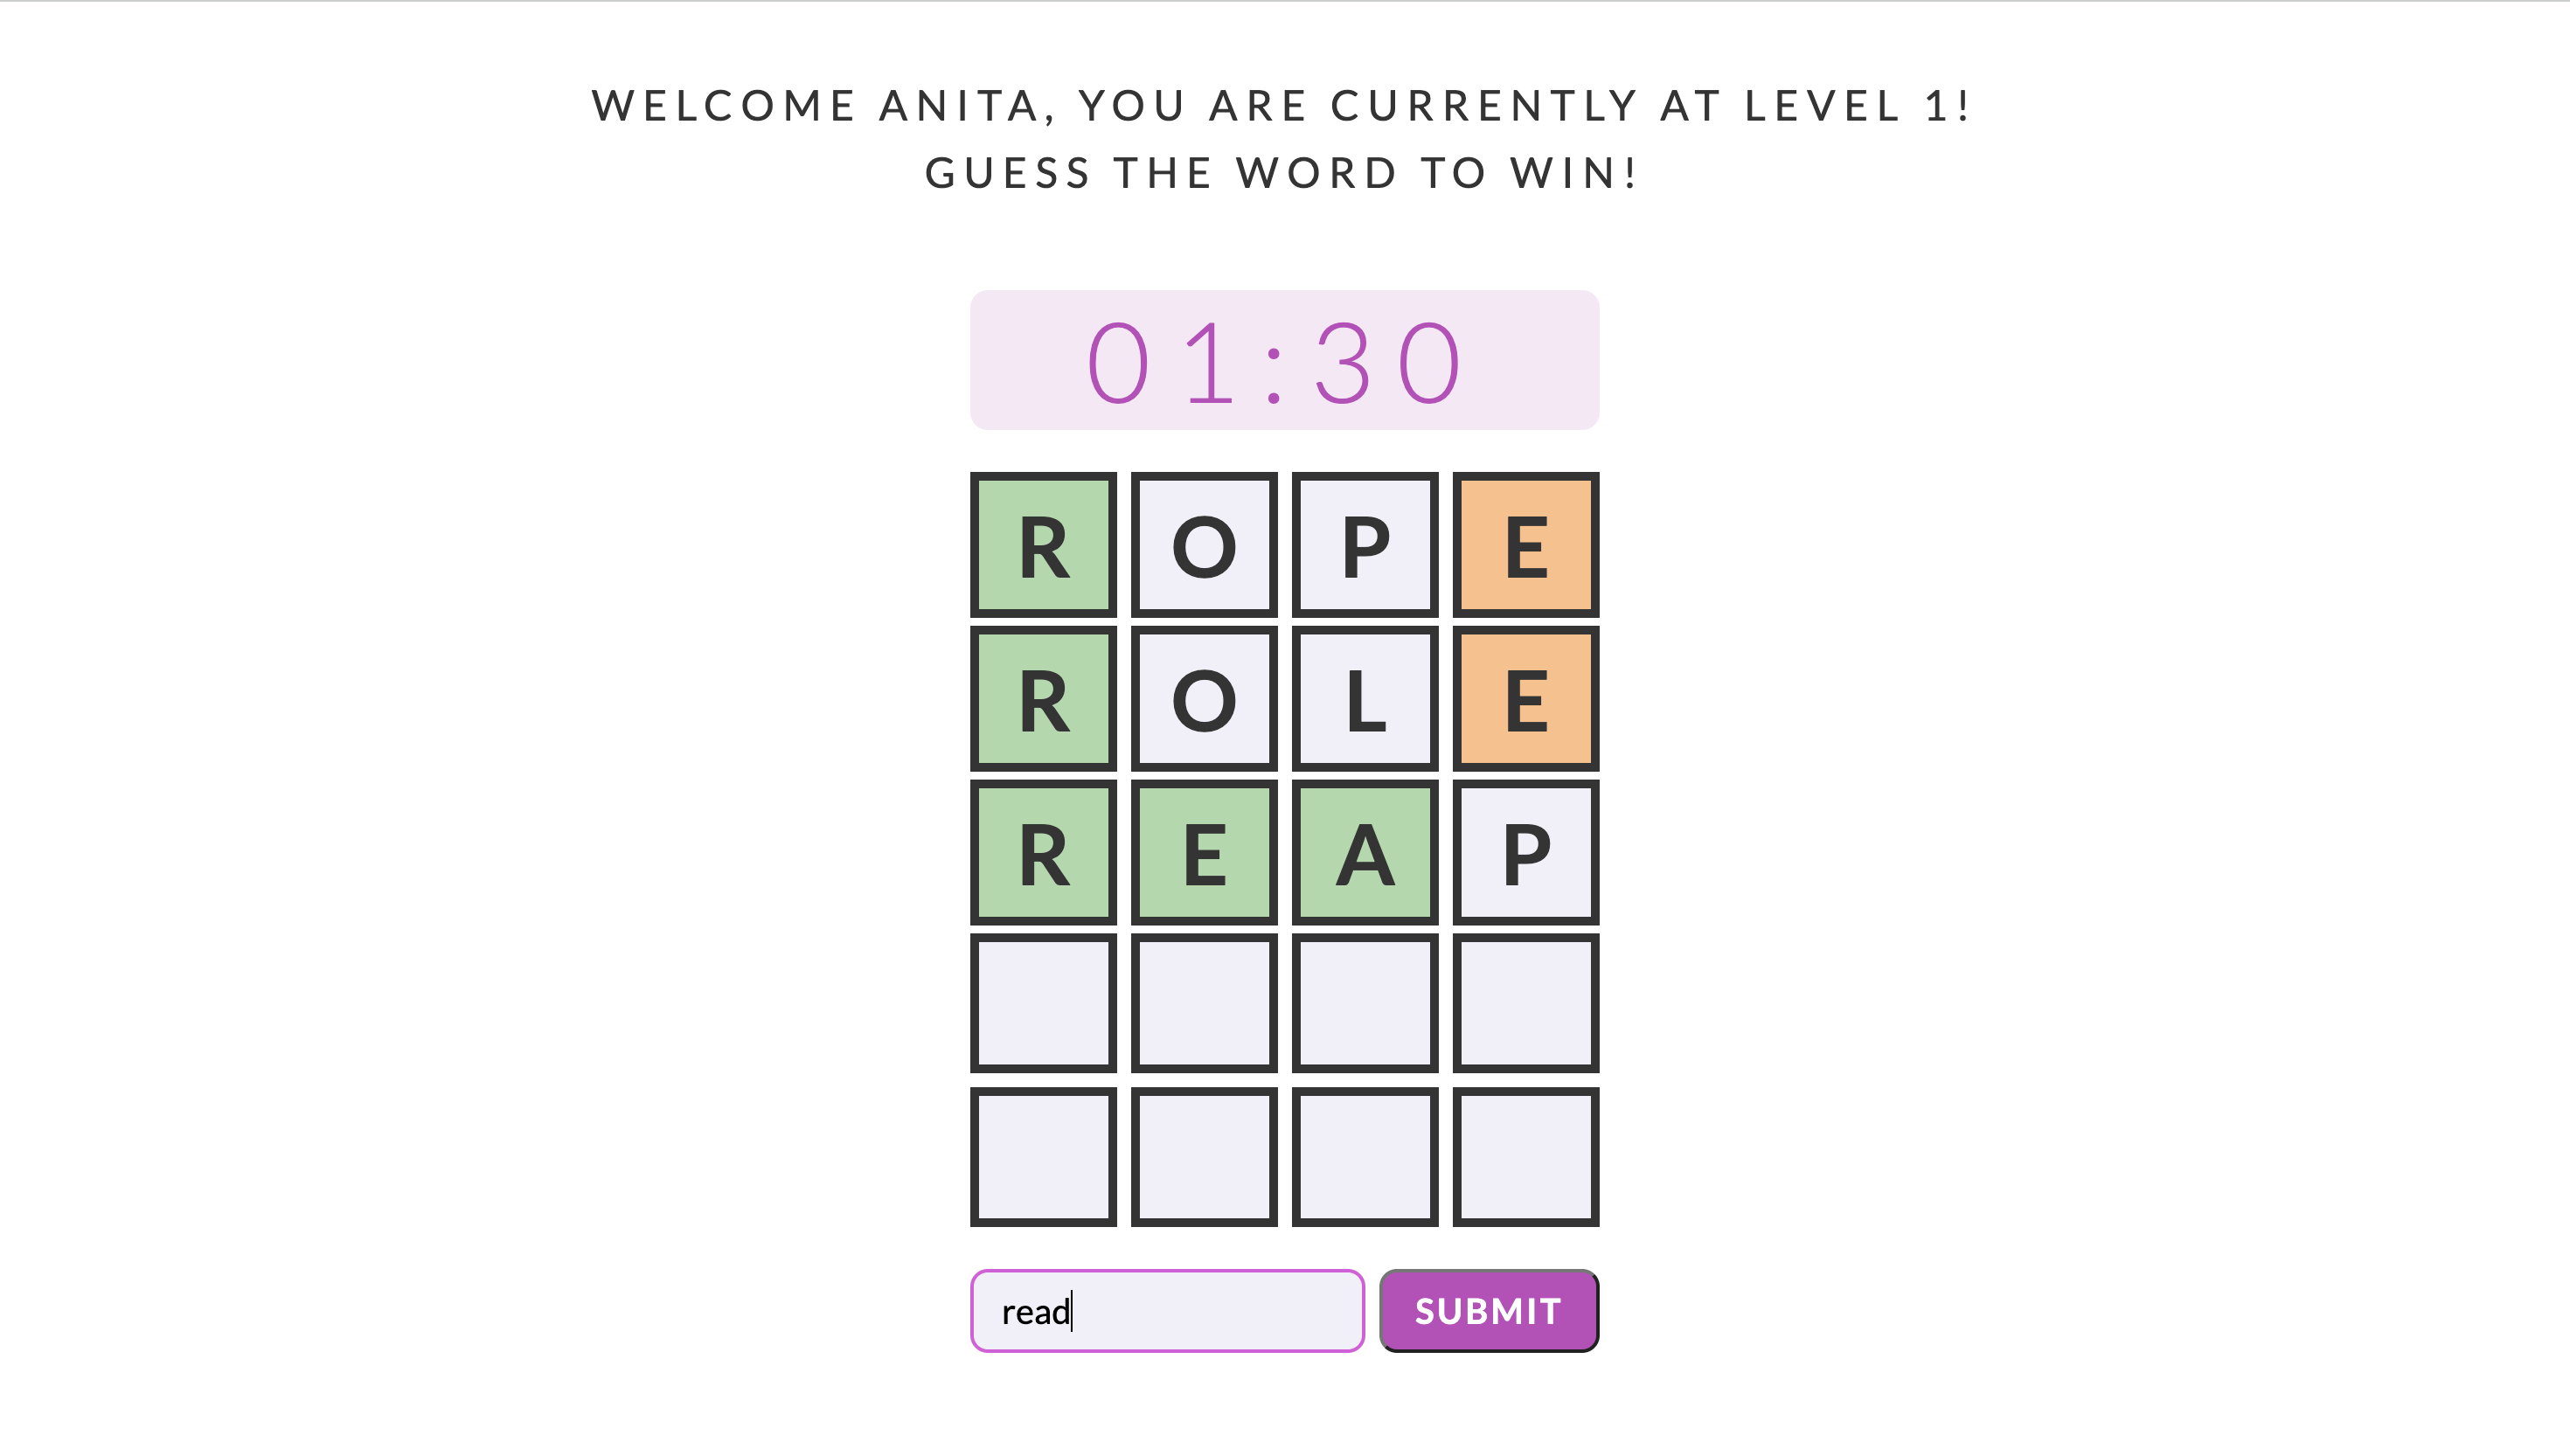 WELCOME ANITA, YOU ARE CURRENTLY AT LEVEL 1!
GUESS THE WORD TO WIN!
01:30
R O P E
R O L E
R E A P
read SUBMIT